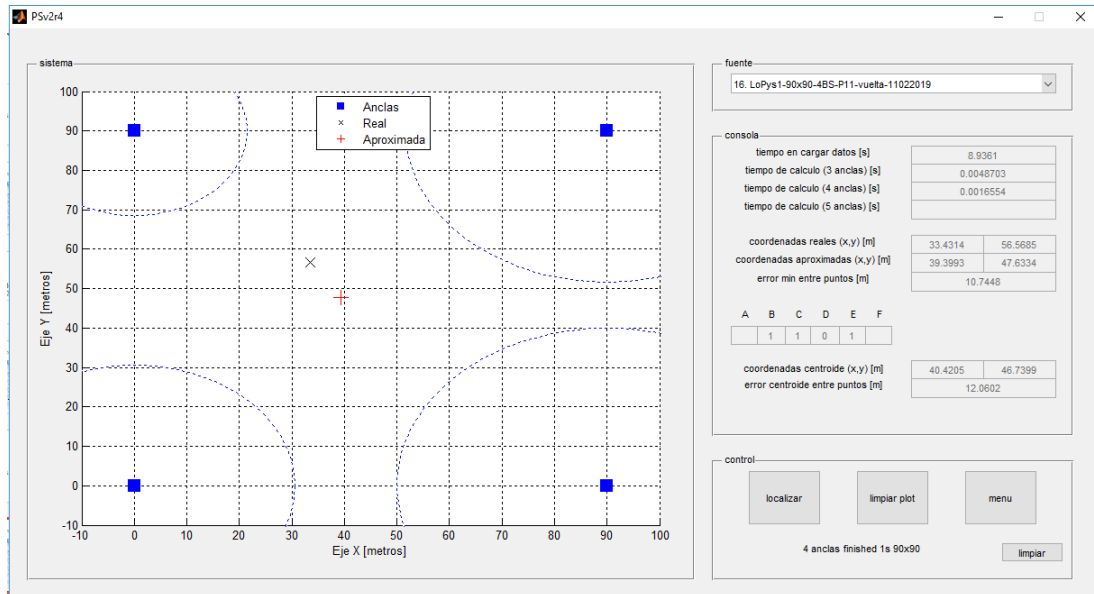 PSv2r4
sistema
100
90
80
70
60
50
40
30
20
10
0
-10
Eje Y [metros]
Anclas
Real
Aproximada
-10 0 10 20 30 40 50 60 70 80 90 100
Eje X [metros]
fuente
16. LoPys1-90x90-4BS-P11-vuelta-11022019
consola
tiempo en cargar datos [s] 8.9361
tiempo de calculo (3 anclas) [s] 0.0048703
tiempo de calculo (4 anclas) [s] 0.0016554
tiempo de calculo (5 anclas) [s]
coordenadas reales (x,y) [m] 33.4314 56.5685
coordenadas aproximadas (x,y) [m] 39.3993 47.6334
error min entre puntos [m] 10.7448
A B C D E F
1 1 0 1
coordenadas centroide (x,y) [m] 40.4205 46.7399
error centroide entre puntos [m] 12.0602
control
localizar limpiar plot menu
4 anclas finished 1s 90x90
limpiar